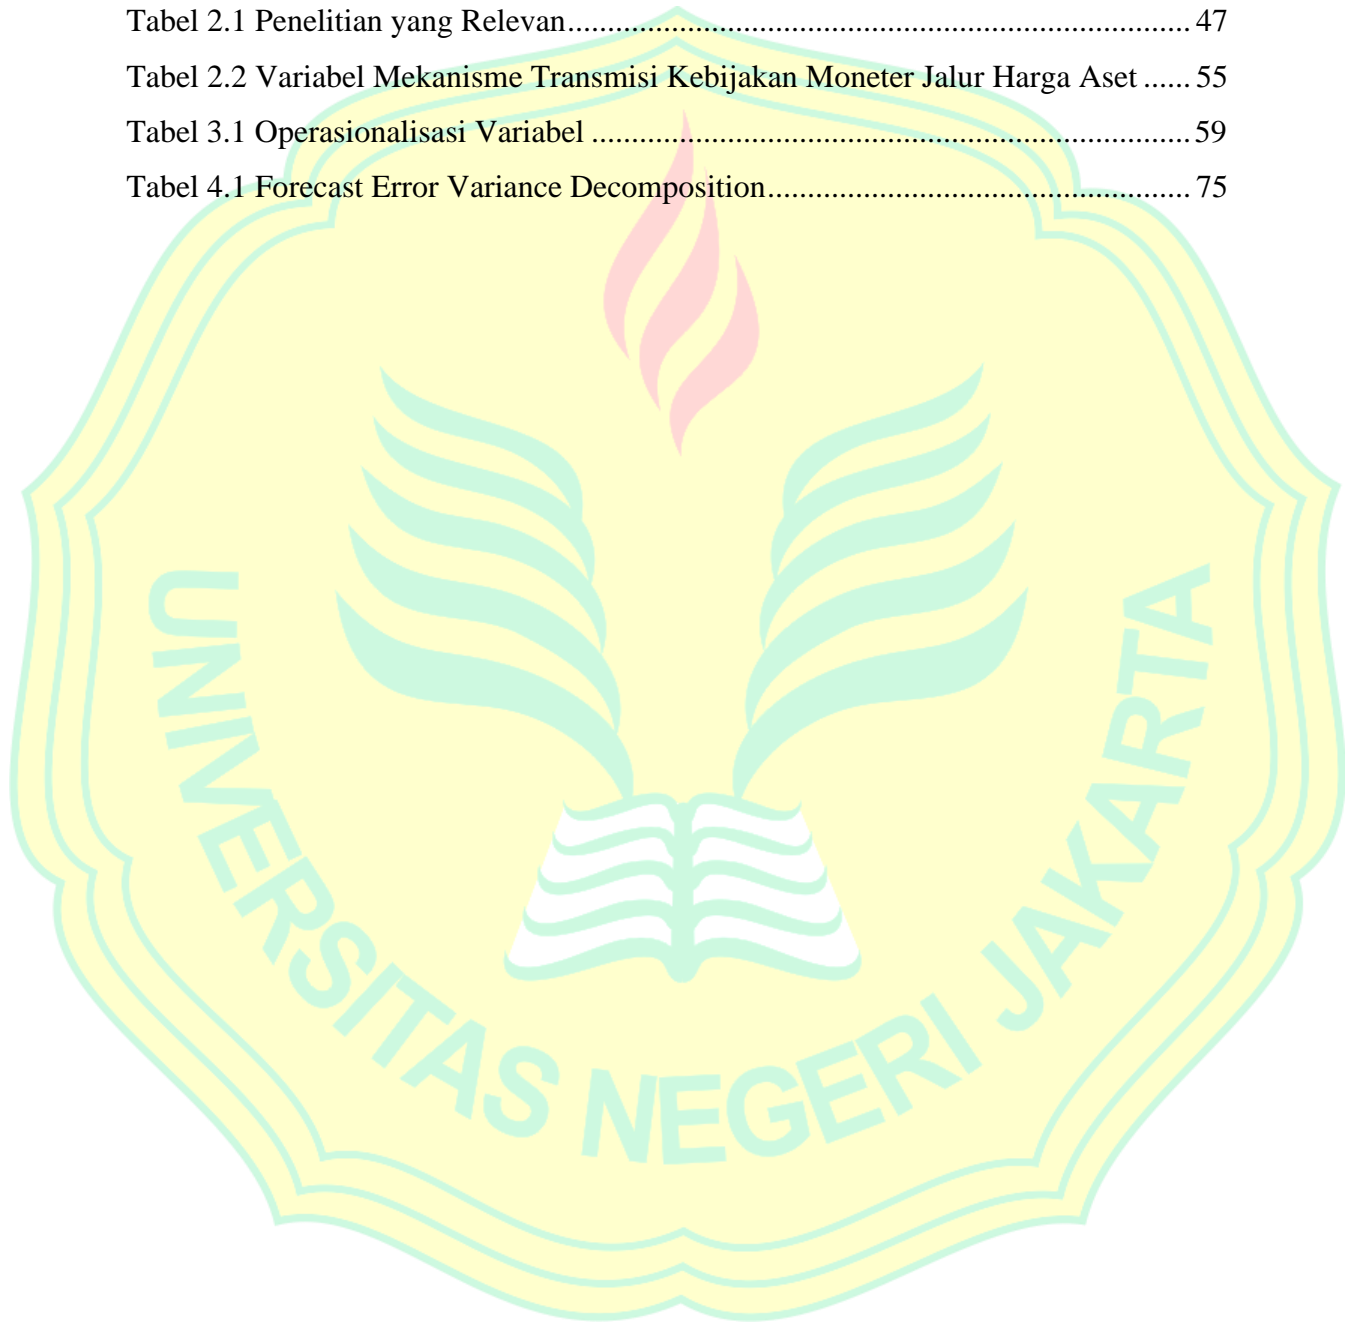 Tabel 2.1 Penelitian yang Relevan............................................................................ 47
Tabel 2.2 Variabel Mekanisme Transmisi Kebijakan Moneter Jalur Harga Aset ...... 55
Tabel 3.1 Operasionalisasi Variabel ......................................................................... 59
Tabel 4.1 Forecast Error Variance Decomposition.................................................... 75
UNIVERSITAS NEGERI JAKARTA